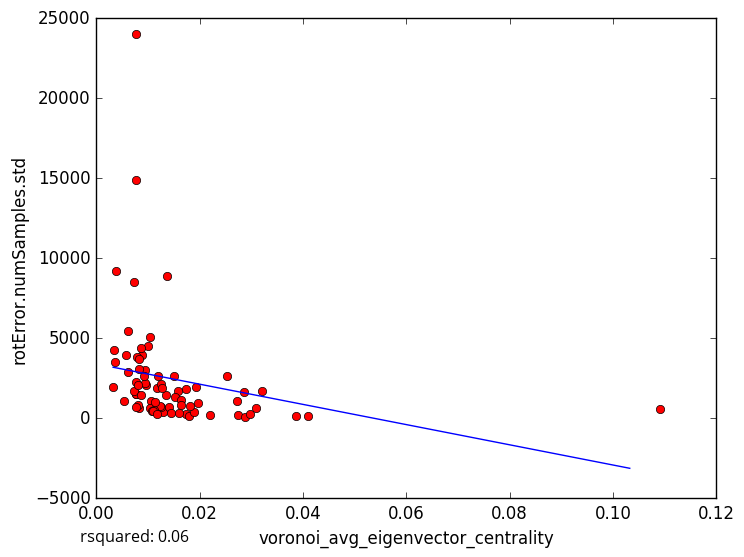 25000
20000
15000
10000
5000
0
−5000
rotError.numSamples.std
0.00 0.02 0.04 0.06 0.08 0.10 0.12
rsquared: 0.06 voronoi_avg_eigenvector_centrality